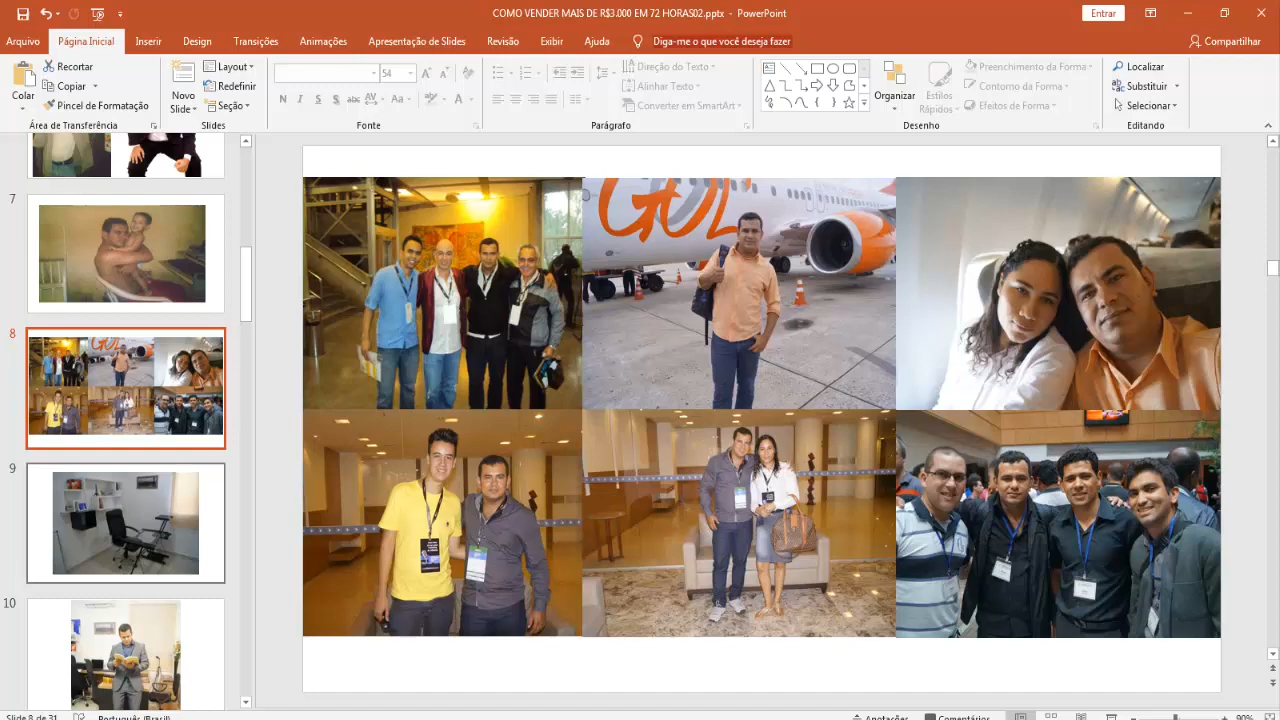 COMO VENDER MAIS DE R$3.000 EM 72 HORAS02.pptx - PowerPoint
Entrar
Arquivo Página Inicial Inserir Design Transições Animações Apresentação de Slides Revisão Exibir Ajuda Diga-me o que você deseja fazer Compartilhar
Colar
Recortar
Copiar
Pincel de Formatação
Área de Transferência
Novo Slide
Layout
Redefinir
Seção
Slides
54
N I S S abc AV Aa A
Fonte
Direção do Texto
Alinhar Texto
Converter em SmartArt
Parágrafo
Organizar
Estilos Rápidos
Preenchimento da Forma
Contorno da Forma
Efeitos de Forma
Desenho
Localizar
Substituir
Selecionar
Editando
7
8
9
10
GOL
Slide 8 de 31 Português (Brasil) Anotações Comentários 90%